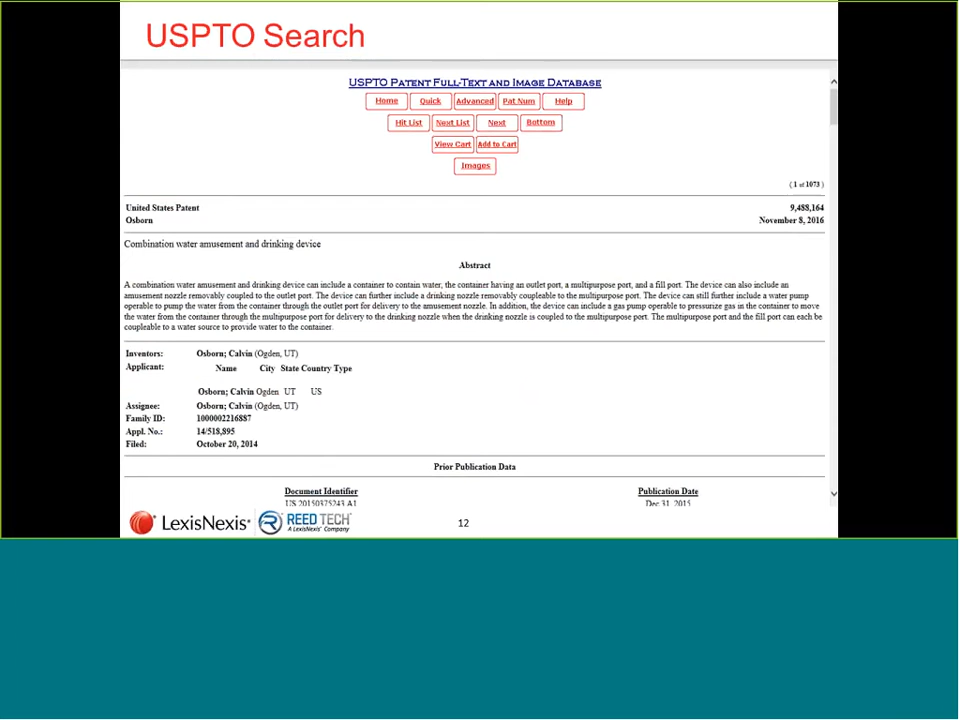 USPTO Search
USPTO PATENT FULL-TEXT AND IMAGE DATABASE
Home Quick Advanced Pat Num Help
Hit List Next List Next Bottom
View Cart Add to Cart
Images
( 1 of 1073 )
United States Patent 9,488,164
Osborn November 8, 2016
Combination water amusement and drinking device
Abstract
A combination water amusement and drinking device can include a container to contain water, the container having an outlet port, a multipurpose port, and a fill port. The device can also include an
amusement nozzle removably coupled to the outlet port. The device can further include a drinking nozzle removably coupleable to the multipurpose port. The device can still further include a water pump
operable to pump the water from the container through the outlet port for delivery to the amusement nozzle. In addition, the device can include a gas pump operable to pressurize gas in the container to move
the water from the container through the multipurpose port for delivery to the drinking nozzle when the drinking nozzle is coupled to the multipurpose port. The multipurpose port and the fill port can each be
coupleable to a water source to provide water to the container.
Inventors: Osborn; Calvin (Ogden, UT)
Applicant: Name City State Country Type
Osborn; Calvin Ogden UT US
Assignee: Osborn; Calvin (Ogden, UT)
Family ID: 1000002216887
Appl. No.: 14/518,895
Filed: October 20, 2014
Prior Publication Data
Document Identifier Publication Date
US 20150375243 A1 Dec 31, 2015
LexisNexis® REED TECH® 12
A LexisNexis® Company